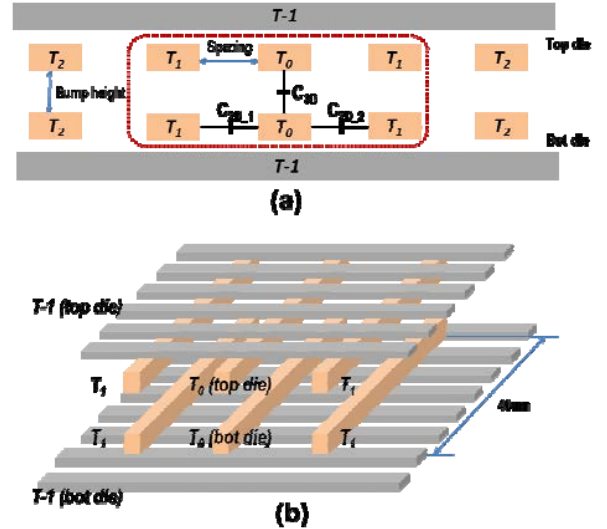 T-1
Top die
T₂ T₁ Spacing T₀ T₁ T₂
Bump height
C₃D
C₂D_1 C₂D_2
T₂ T₁ T₀ T₁ T₂
Bot die
T-1
(a)
T-1 (top die)
T₁ T₀ (top die) T₁
T₁ T₀ (bot die) T₁
T-1 (bot die)
(b)